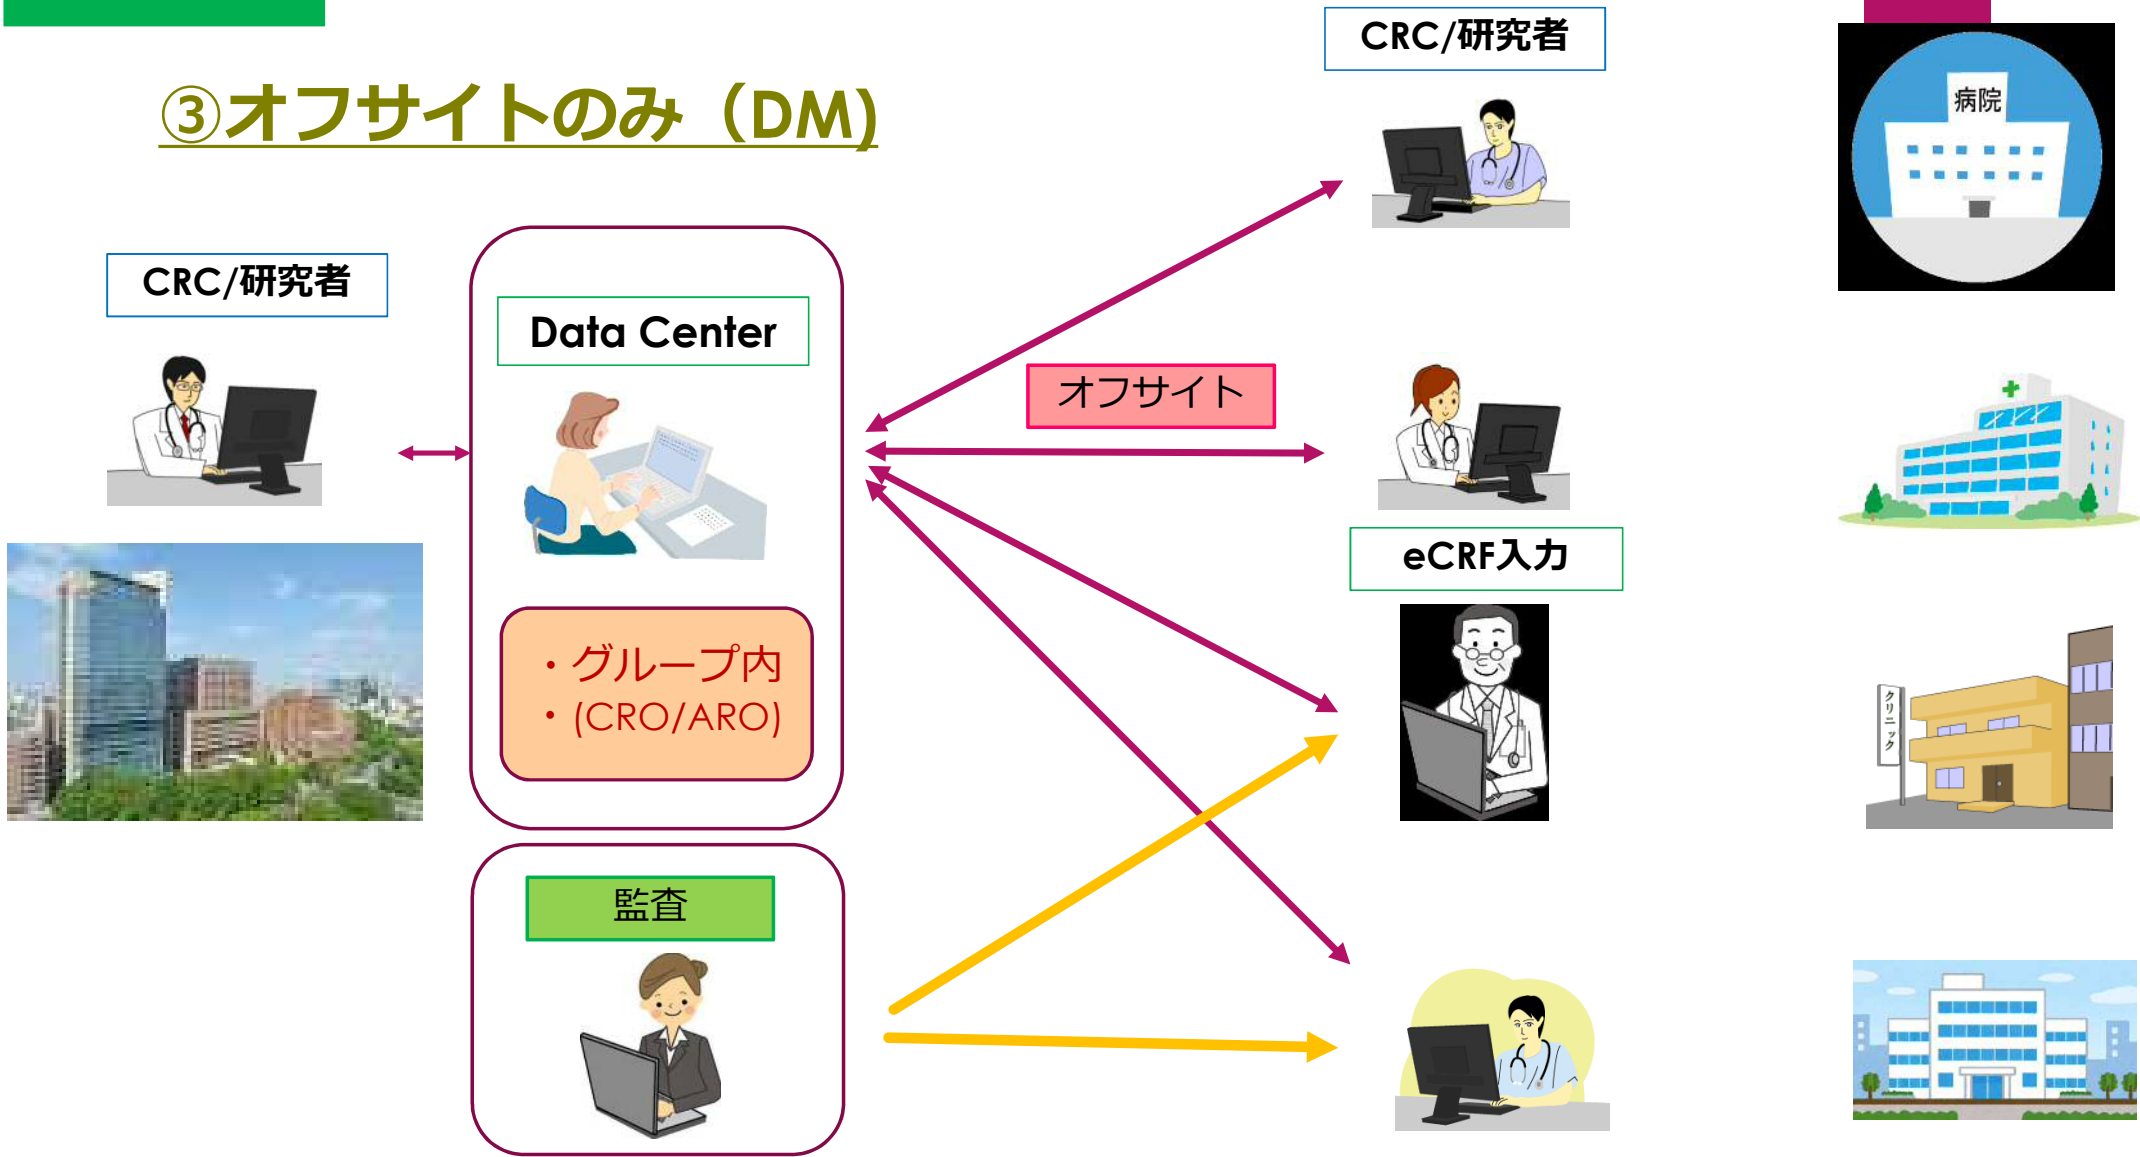 ③オフサイトのみ（DM)
CRC/研究者
病院
CRC/研究者
Data Center
オフサイト
eCRF入力
・グループ内
・(CRO/ARO)
クリニック
監査